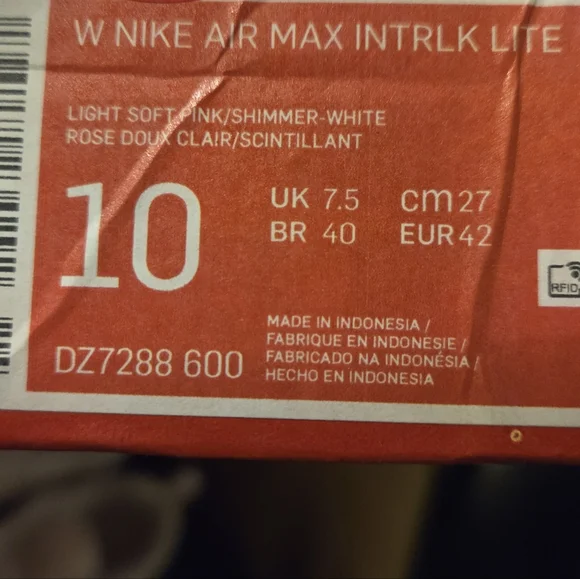 W NIKE AIR MAX INTRLK LITE
LIGHT SOFT PINK/SHIMMER-WHITE
ROSE DOUX CLAIR/SCINTILLANT
10
UK 7.5 cm 27
BR 40 EUR 42
MADE IN INDONESIA /
FABRIQUE EN INDONESIE /
FABRICADO NA INDONÉSIA /
HECHO EN INDONESIA
DZ7288 600
RFID